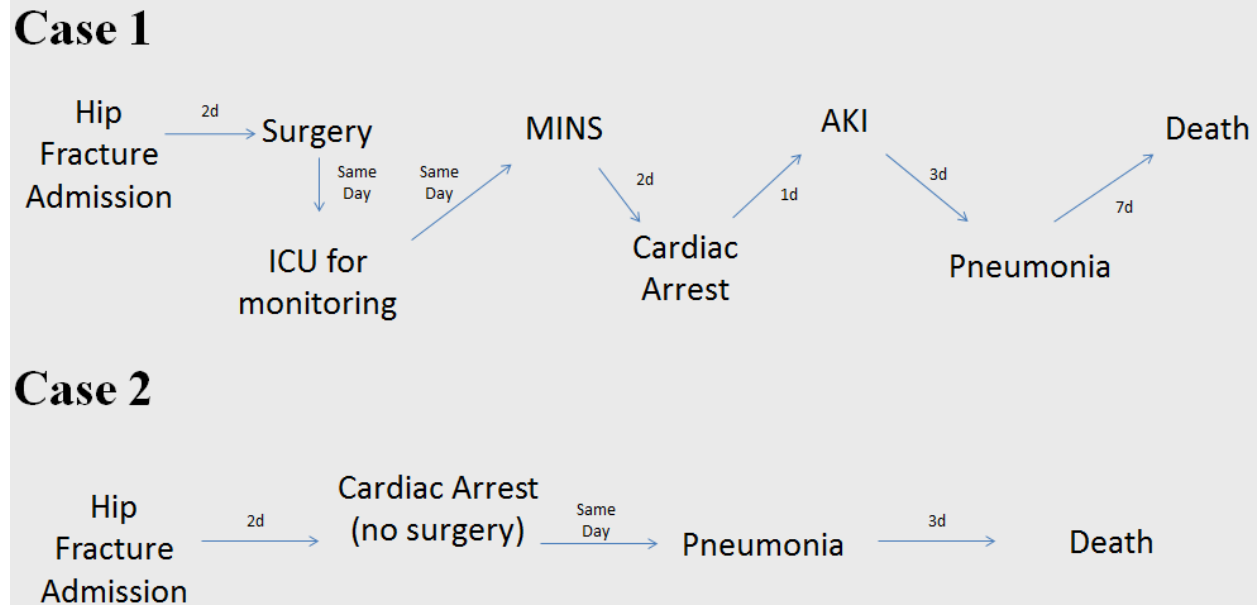 Case 1
Hip
Fracture
Admission
2d
Surgery
Same
Day
ICU for
monitoring
Same
Day
MINS
2d
Cardiac
Arrest
1d
AKI
3d
Pneumonia
7d
Death
Case 2
Hip
Fracture
Admission
2d
Cardiac Arrest
(no surgery)
Same
Day
Pneumonia
3d
Death